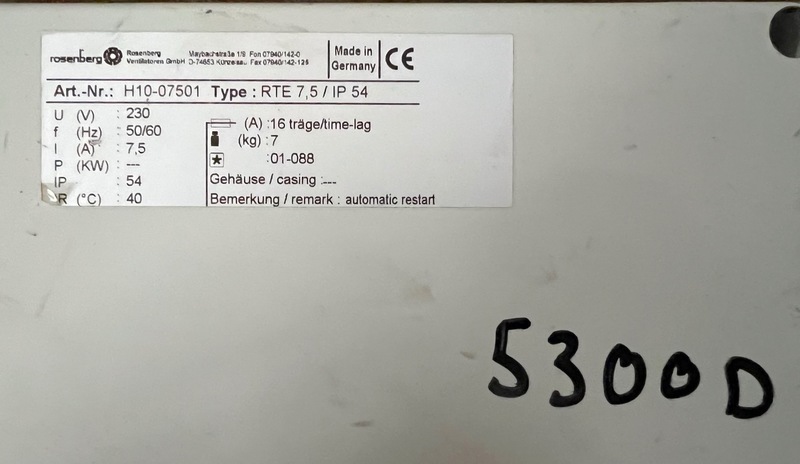 rosenberg
Rosenberg Maybachstraße 1/9 Fon 07940/142-0
Ventilatoren GmbH D-74653 Künzelsau Fax 07940/142-125
Made in
Germany
CE
Art.-Nr.: H10-07501 Type : RTE 7,5 / IP 54
U (V) : 230
f (Hz) : 50/60
I (A) : 7,5
P (KW) : ---
IP : 54
R (°C) : 40
(A) :16 träge/time-lag
(kg) :7
:01-088
Gehäuse / casing :---
Bemerkung / remark : automatic restart
5300D